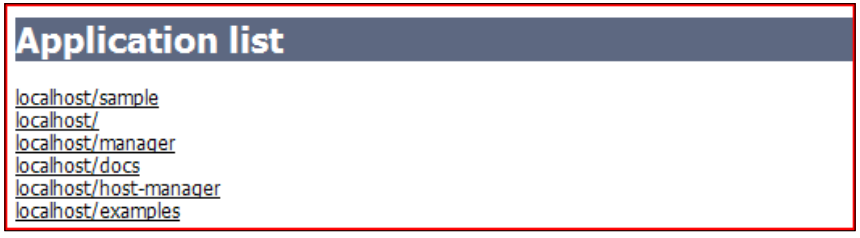 Application list
localhost/sample
localhost/
localhost/manager
localhost/docs
localhost/host-manager
localhost/examples